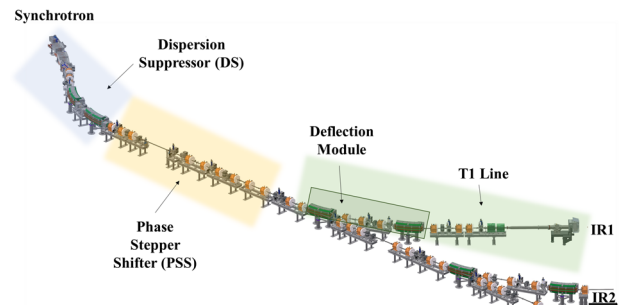 Synchrotron
Dispersion
Suppressor (DS)
Deflection
Module
T1 Line
Phase
Stepper
Shifter (PSS)
IR1
IR2